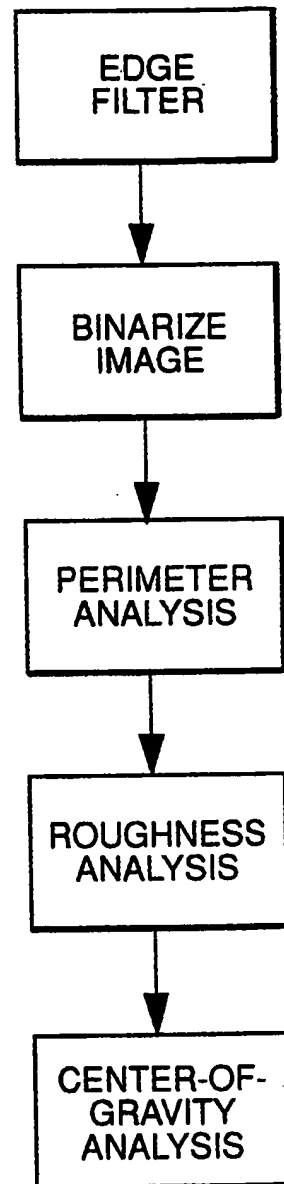 EDGE
FILTER
BINARIZE
IMAGE
PERIMETER
ANALYSIS
ROUGHNESS
ANALYSIS
CENTER-OF-
GRAVITY
ANALYSIS